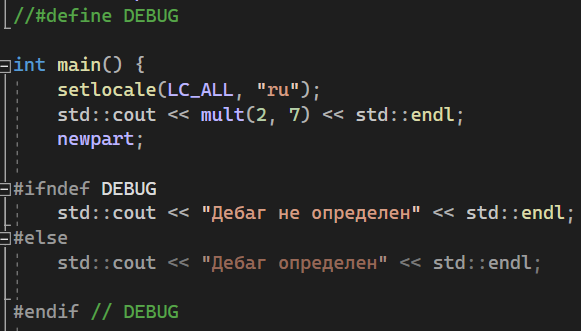 //#define DEBUG
int main() {
setlocale(LC_ALL, "ru");
std::cout << mult(2, 7) << std::endl;
newpart;
#ifndef DEBUG
std::cout << "Дебаг не определен" << std::endl;
#else
std::cout << "Дебаг определен" << std::endl;
#endif // DEBUG